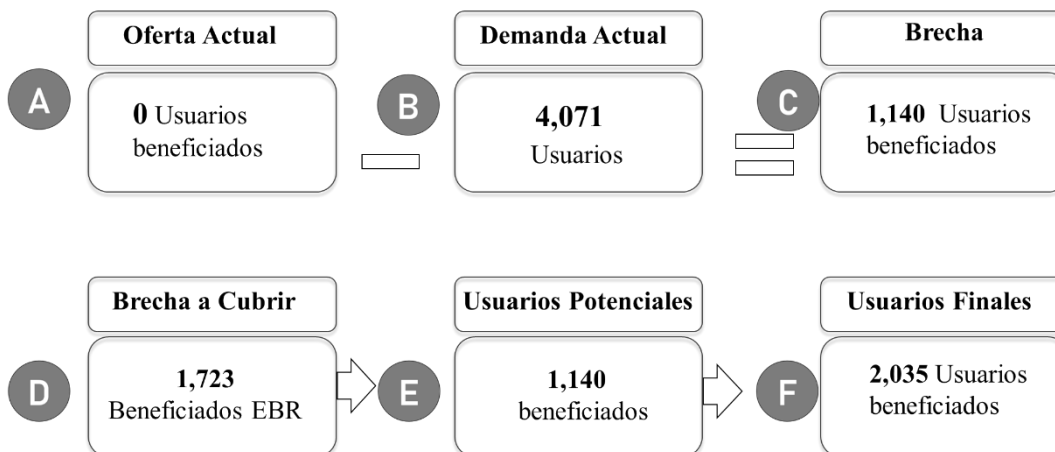 Oferta Actual
Demanda Actual
Brecha
A
0 Usuarios
beneficiados
B
4,071
Usuarios
C
1,140 Usuarios
beneficiados
Brecha a Cubrir
Usuarios Potenciales
Usuarios Finales
D
1,723
Beneficiados EBR
E
1,140
beneficiados
F
2,035 Usuarios
beneficiados